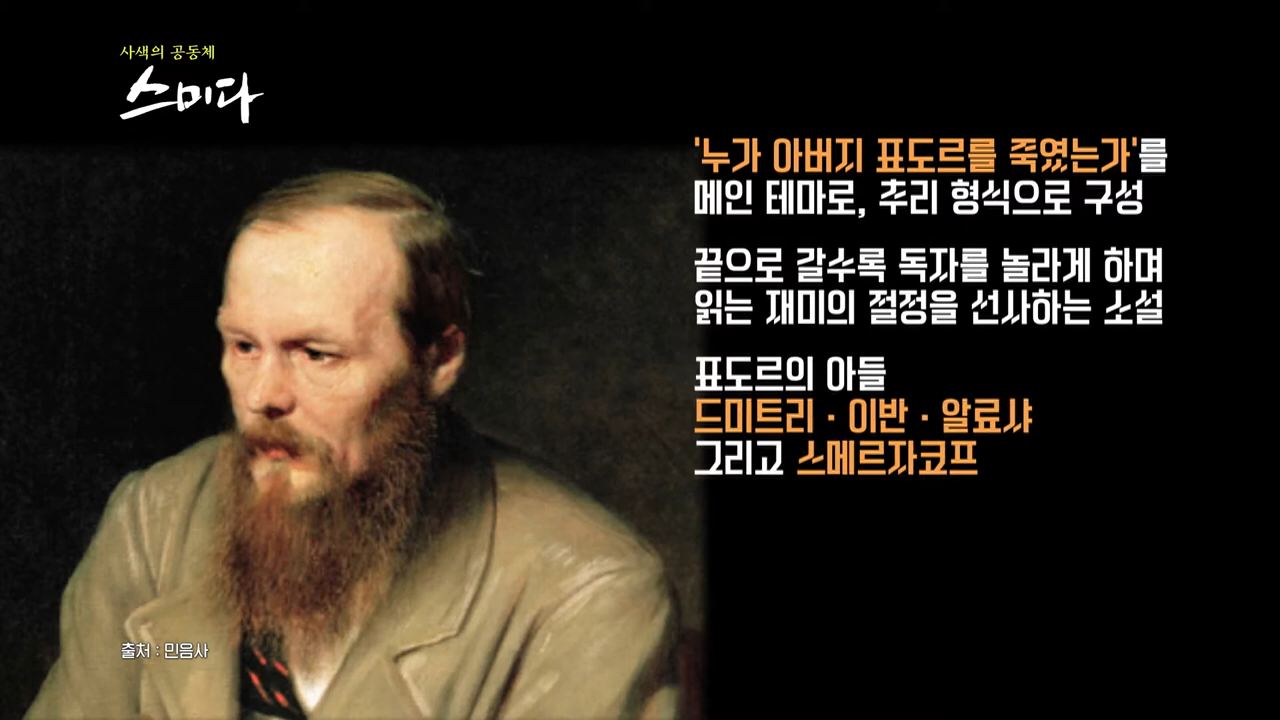 사색의 공동체
스미다
'누가 아버지 표도르를 죽였는가'를
메인 테마로, 추리 형식으로 구성
끝으로 갈수록 독자를 놀라게 하며
읽는 재미의 절정을 선사하는 소설
표도르의 아들
드미트리 · 이반 · 알료샤
그리고 스메르자코프
출처 : 민음사